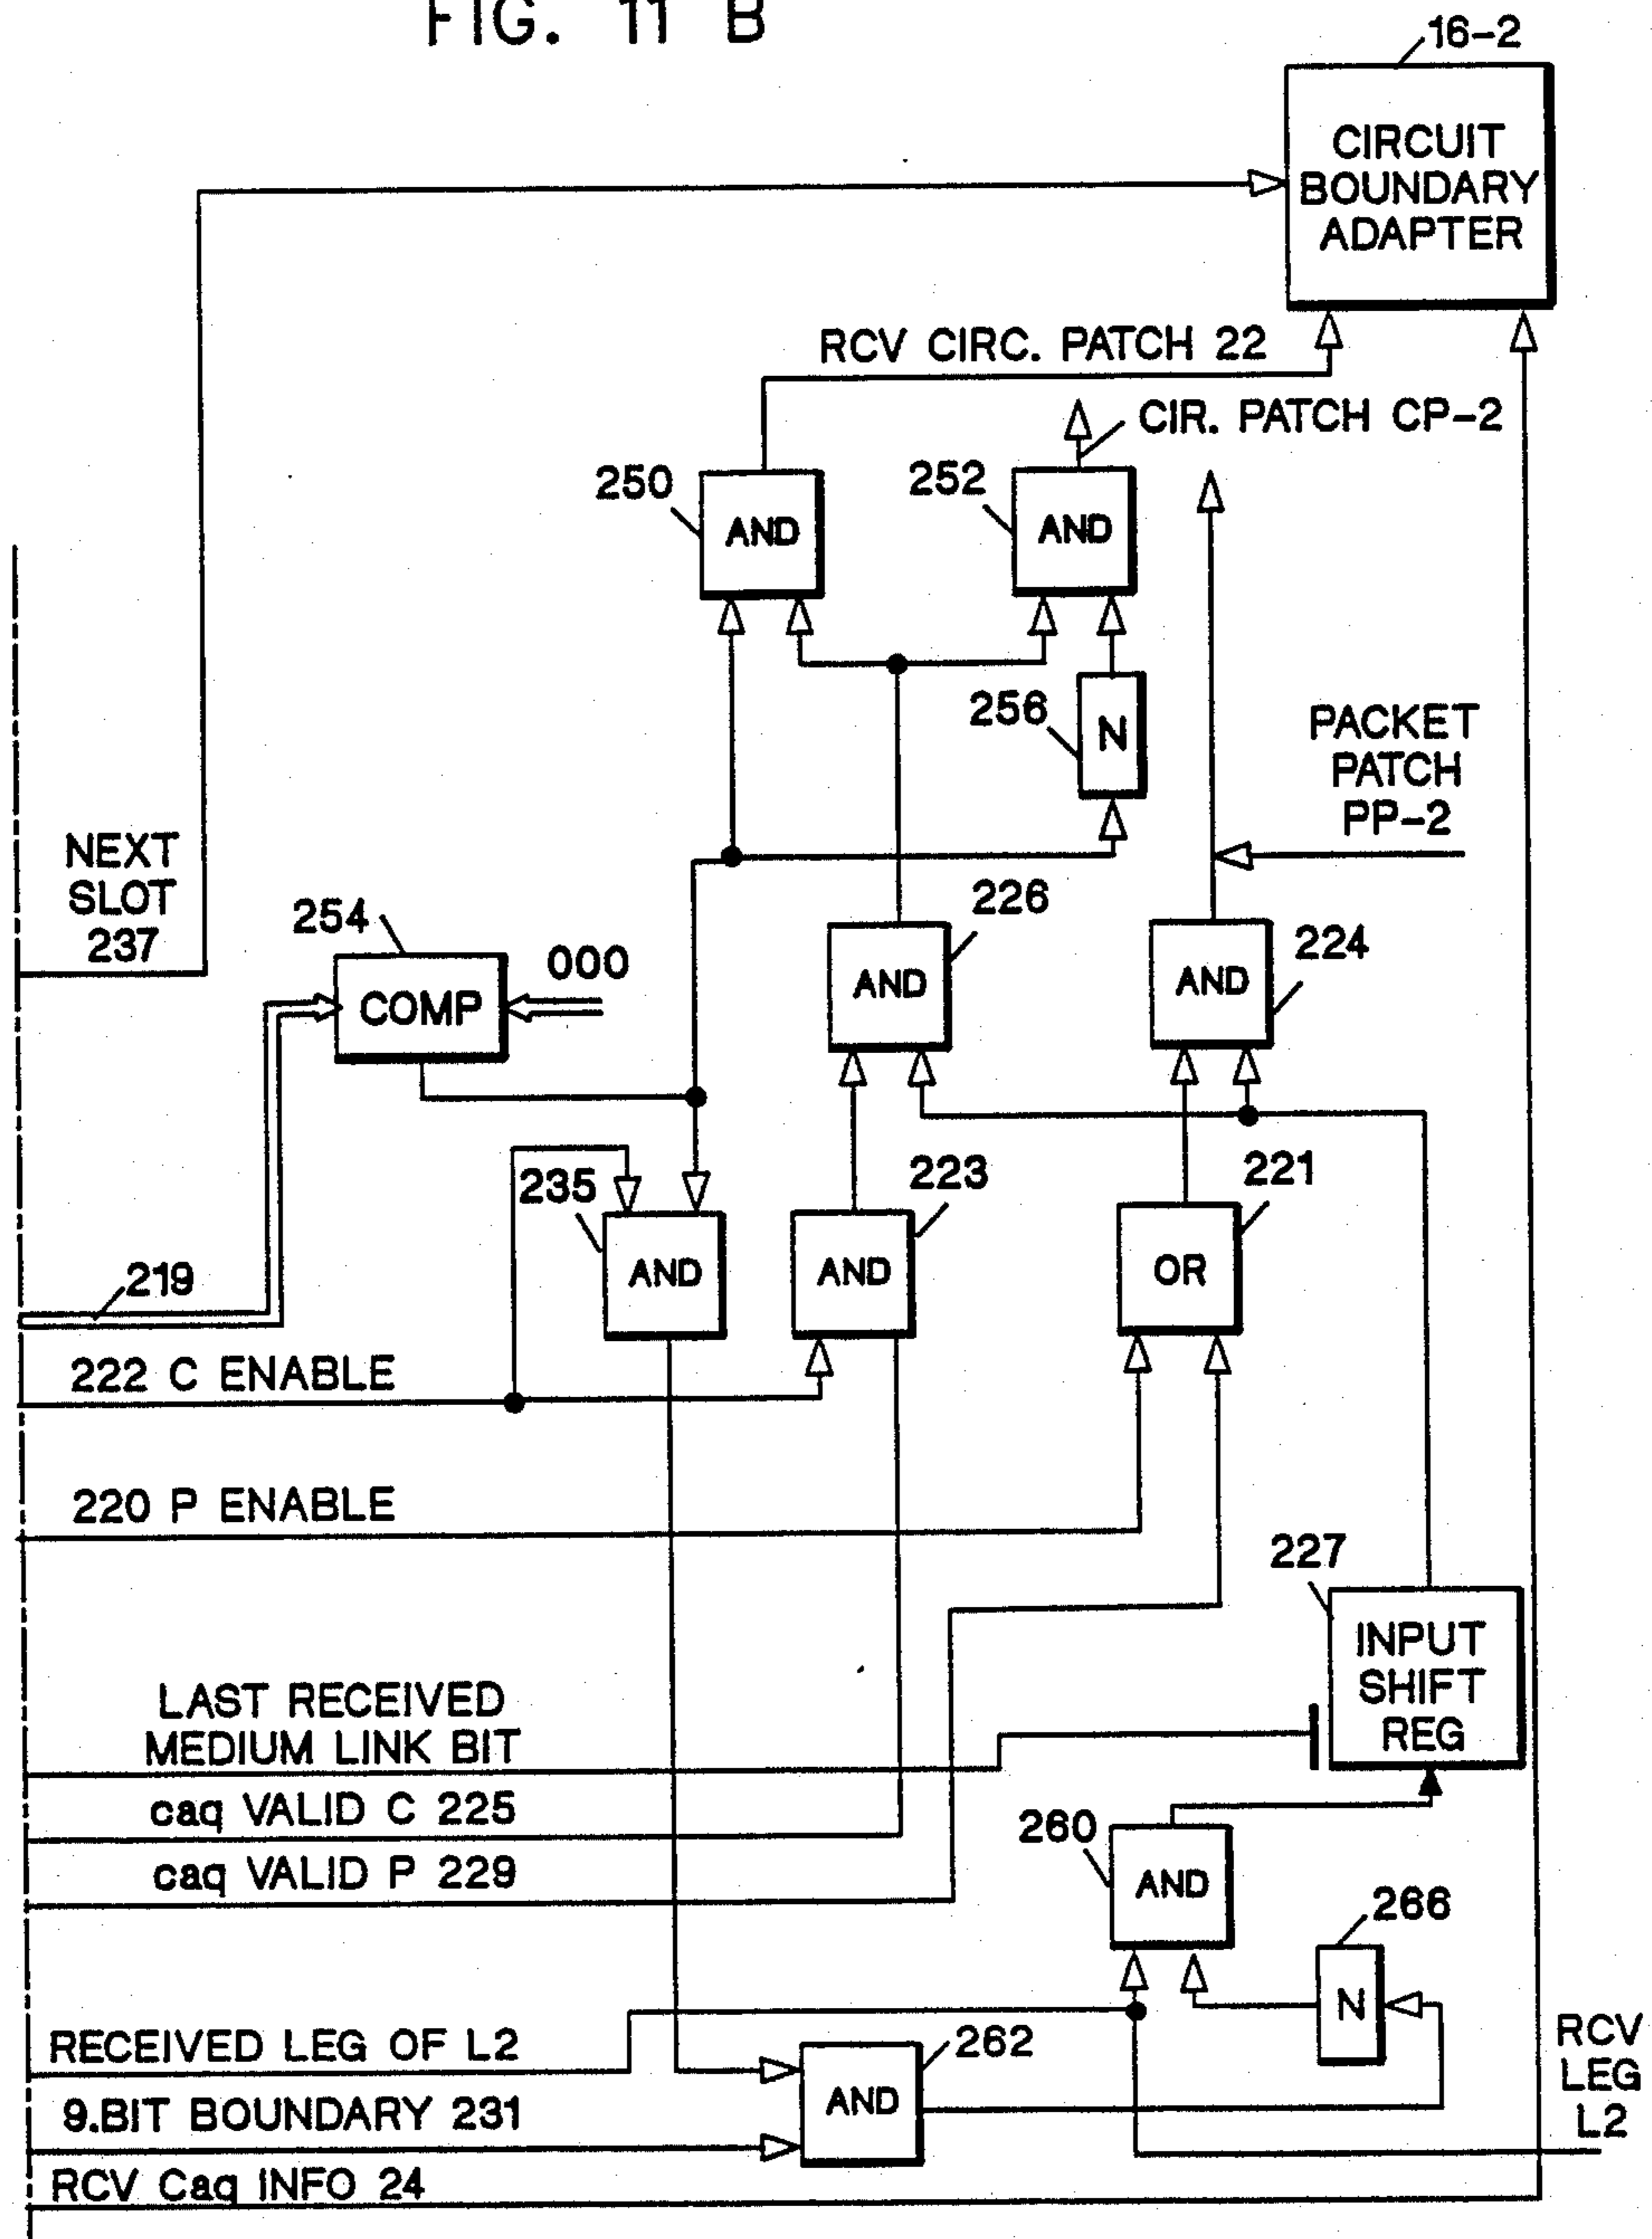 FIG. 11 B
16-2
CIRCUIT
BOUNDARY
ADAPTER
RCV CIRC. PATCH 22
CIR. PATCH CP-2
250
AND
252
AND
256
N
PACKET
PATCH
PP-2
NEXT
SLOT
237
254
COMP
000
226
AND
224
AND
235
AND
223
AND
221
OR
219
222 C ENABLE
220 P ENABLE
227
INPUT
SHIFT
REG
LAST RECEIVED
MEDIUM LINK BIT
caq VALID C 225
caq VALID P 229
260
AND
266
N
RECEIVED LEG OF L2
262
AND
RCV
LEG
L2
9.BIT BOUNDARY 231
RCV Caq INFO 24